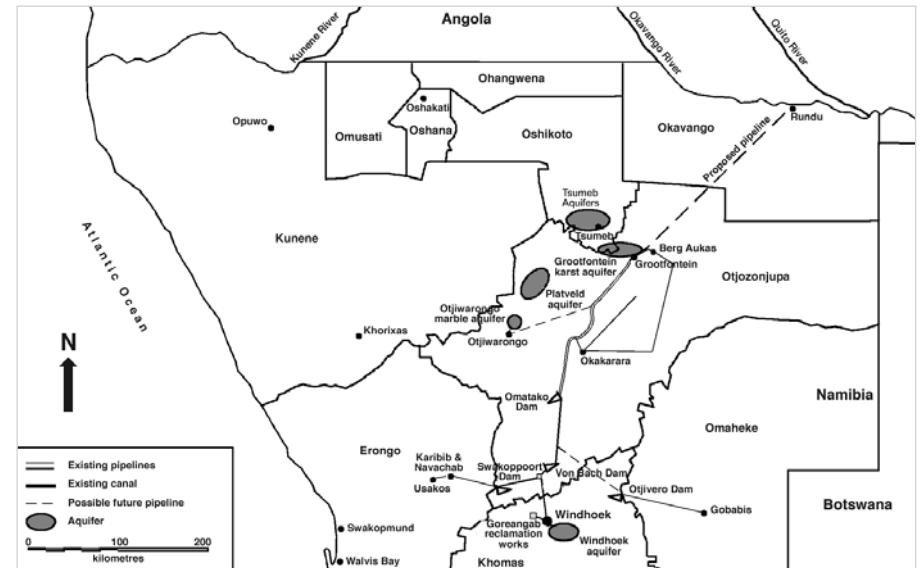 Angola
Kunene River
Okavango River
Quito River
Ohangwena
Oshakati
Opuwo
Omusati
Oshana
Oshikoto
Okavango
Rundu
Proposed pipeline
Tsumeb
Aquifers
Tsumeb
Atlantic Ocean
Kunene
Berg Aukas
Grootfontein
karst aquifer
Grootfontein
Otjozonjupa
Platveld
aquifer
Otjiwarongo
marble aquifer
Otjiwarongo
Khorixas
N
Okakarara
Omatako
Dam
Namibia
Omaheke
Erongo
Karibib &
Navachab
Usakos
Swakoppoort
Dam
Von Bach Dam
Otjivero Dam
Botswana
Gobabis
Existing pipelines
Existing canal
Possible future pipeline
Aquifer
0 100 200
kilometres
Swakopmund
Walvis Bay
Windhoek
Goreangab
reclamation
works
Windhoek
aquifer
Khomas